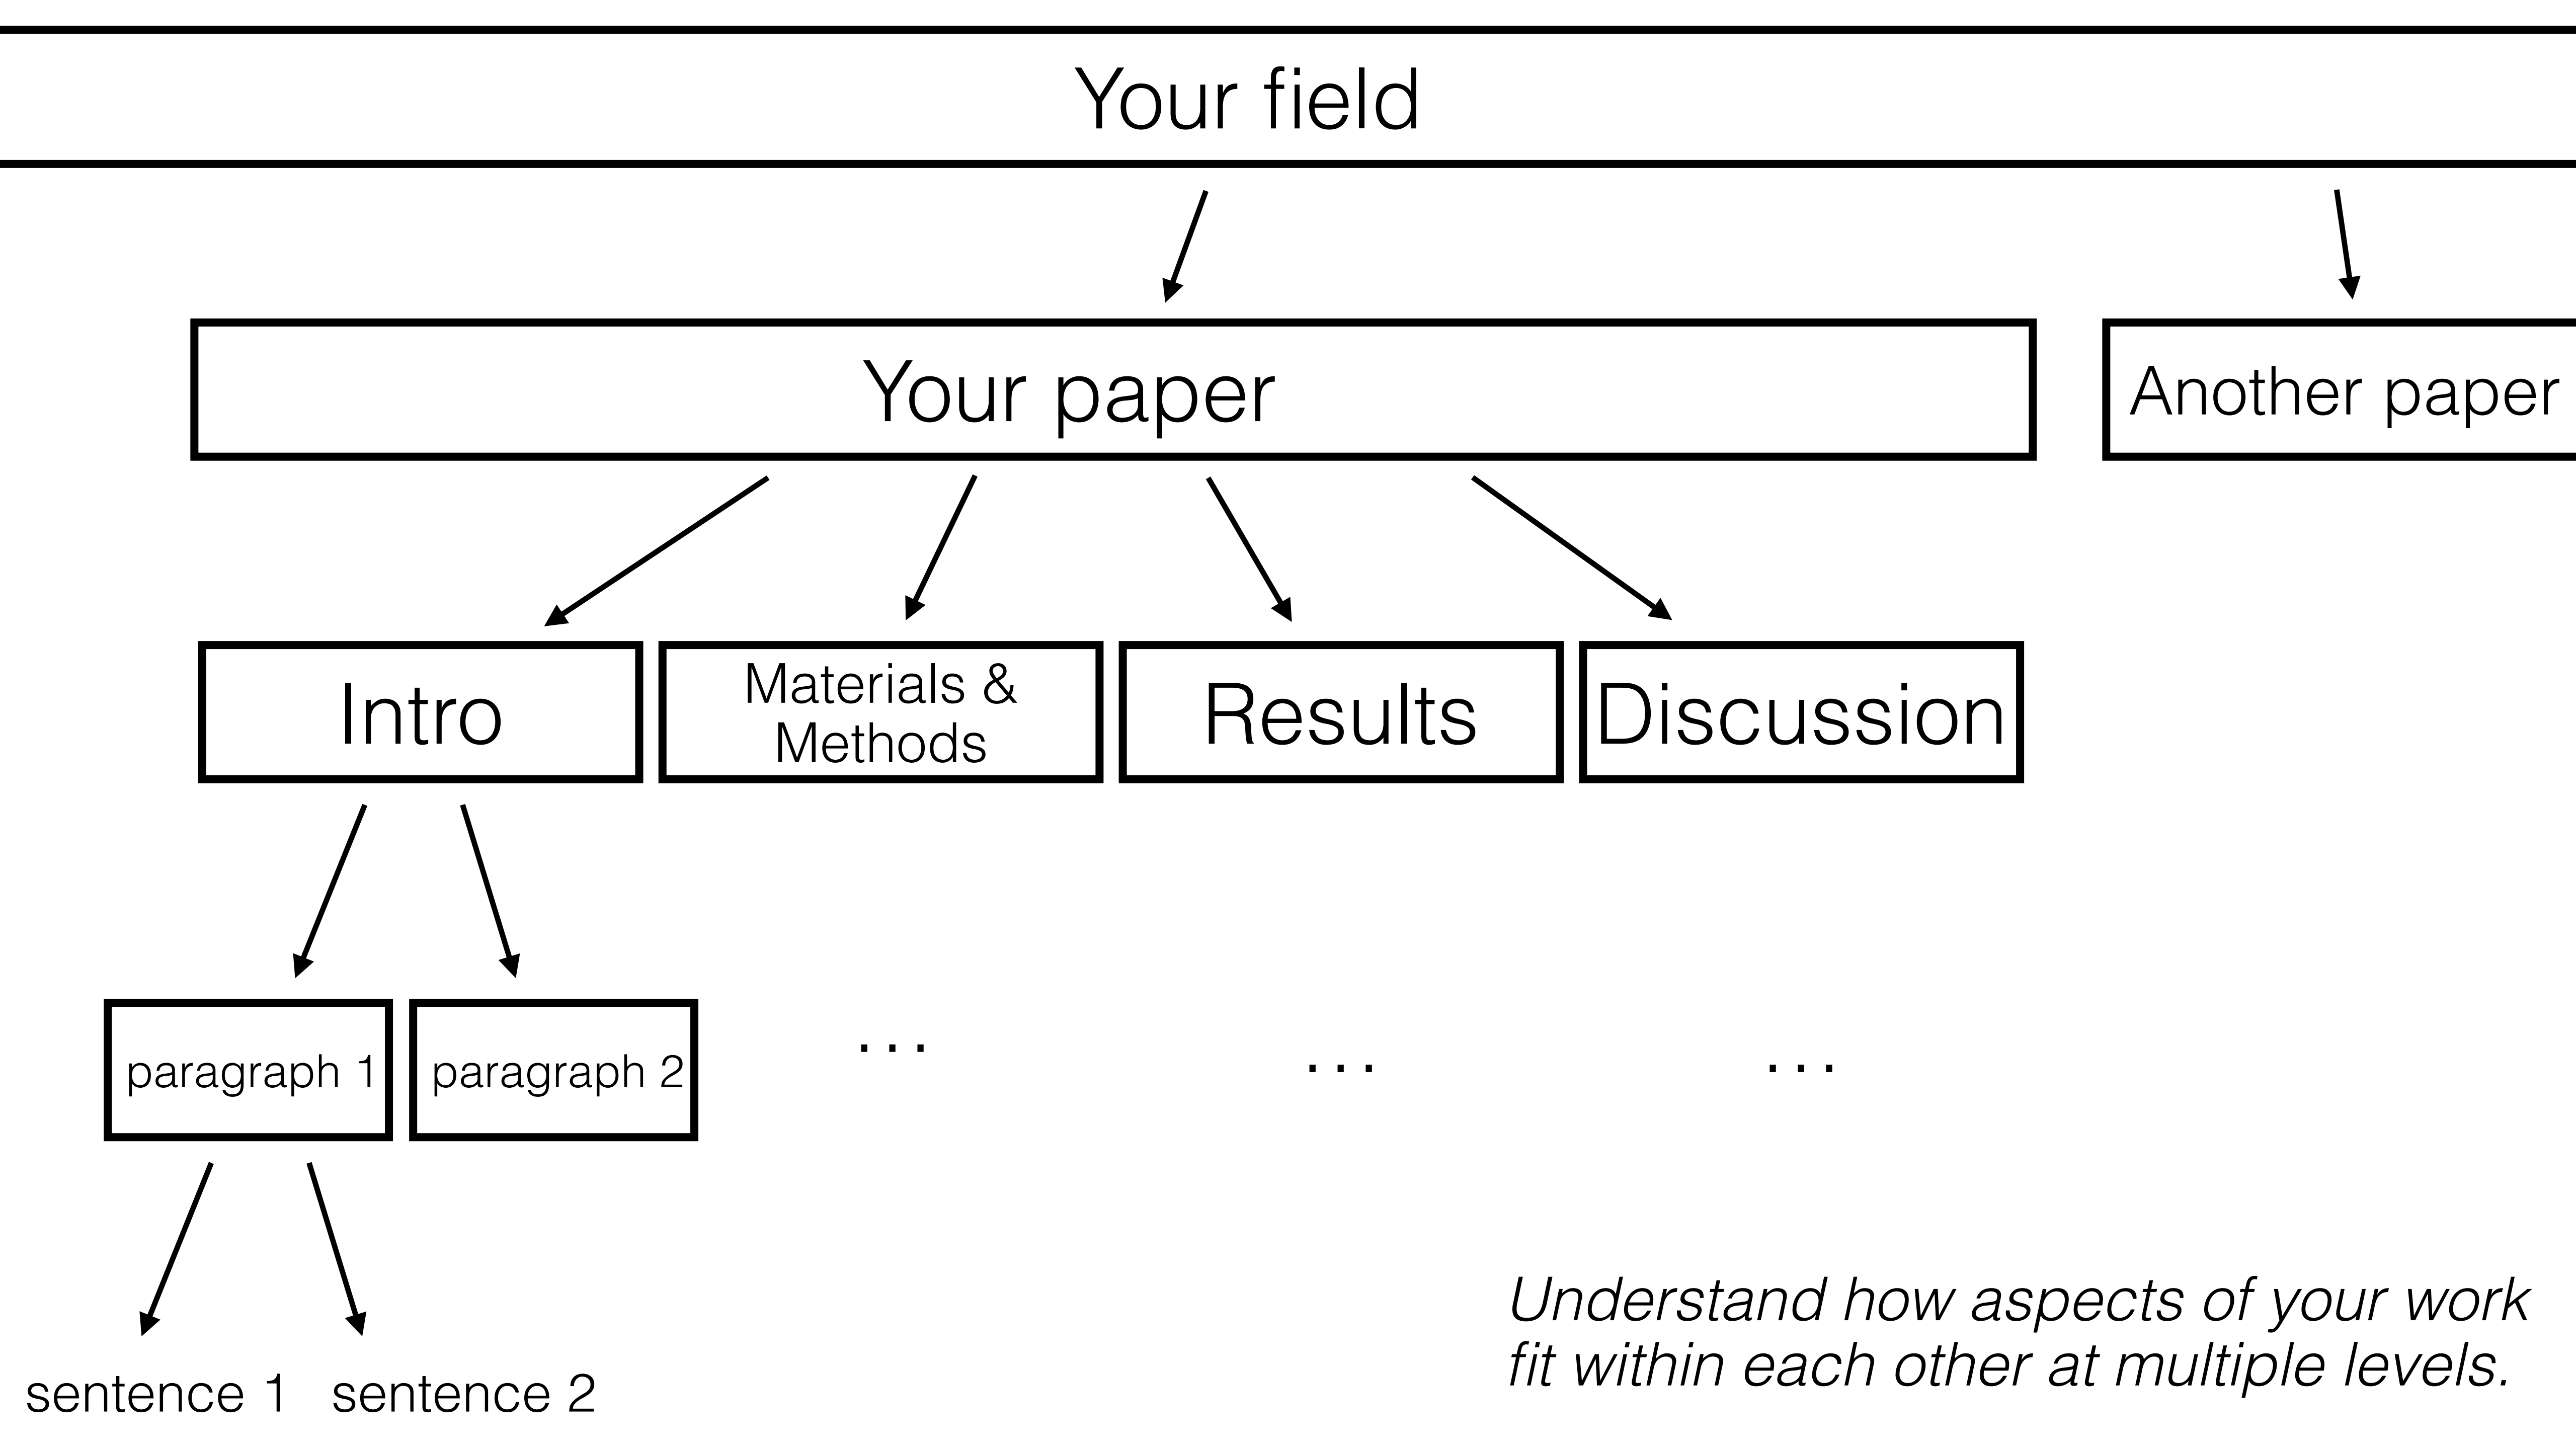 Your field
Your paper
Another paper
Intro
Materials &
Methods
Results
Discussion
paragraph 1
paragraph 2
...
...
...
sentence 1
sentence 2
Understand how aspects of your work
fit within each other at multiple levels.